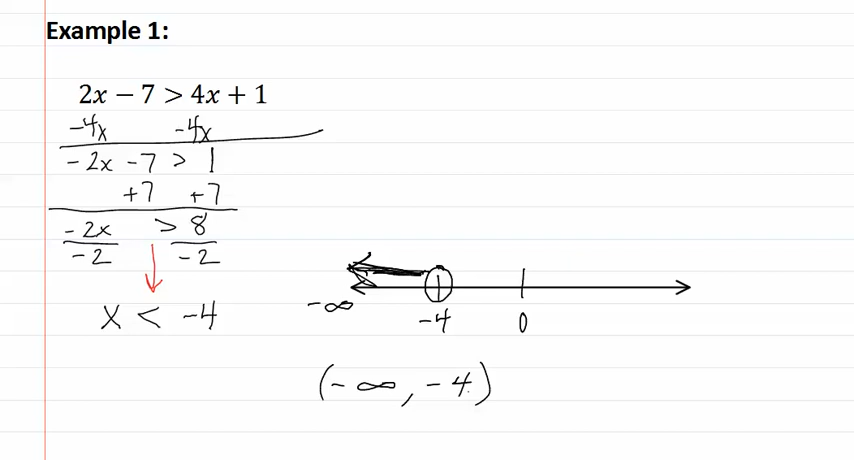 Example 1:
2x − 7 > 4x + 1
-4x -4x
-2x -7 > 1
+7 +7
-2x > 8
-2 -2
x < -4
-∞ -4 0
(-∞, -4)